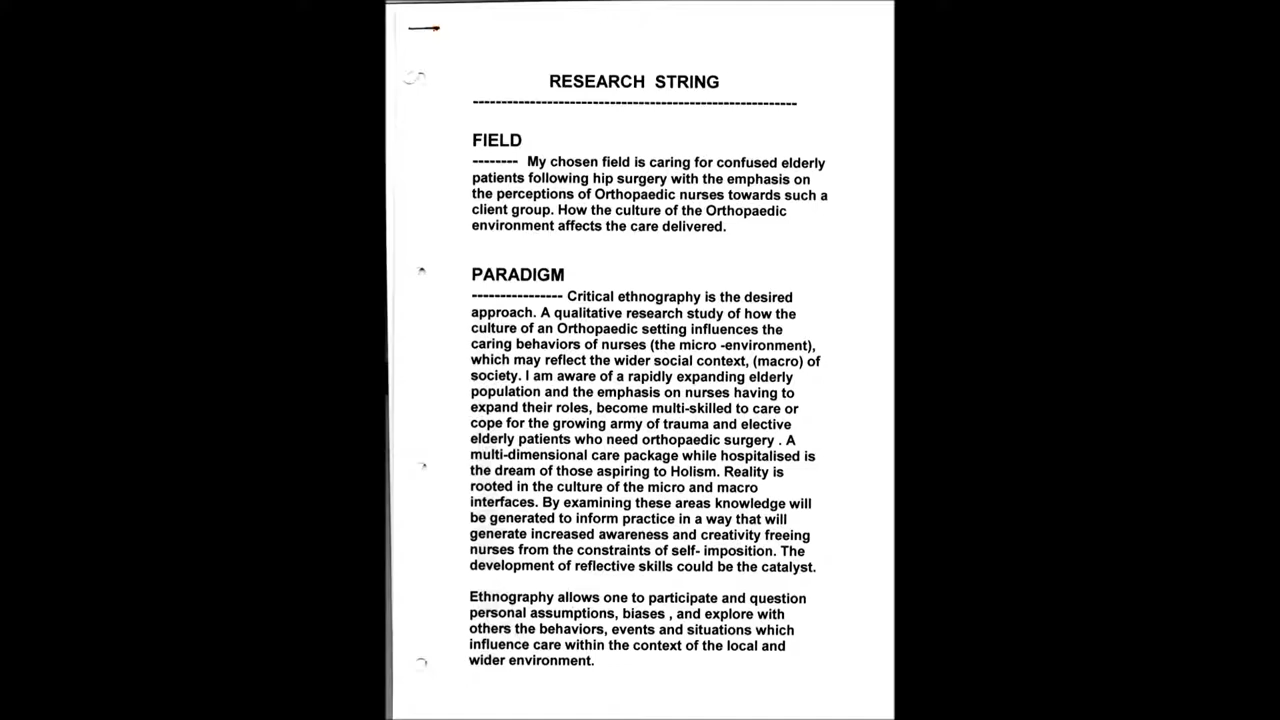 RESEARCH STRING
---------------------------------------------------------
FIELD
-------- My chosen field is caring for confused elderly
patients following hip surgery with the emphasis on
the perceptions of Orthopaedic nurses towards such a
client group. How the culture of the Orthopaedic
environment affects the care delivered.
PARADIGM
---------------- Critical ethnography is the desired
approach. A qualitative research study of how the
culture of an Orthopaedic setting influences the
caring behaviors of nurses (the micro -environment),
which may reflect the wider social context, (macro) of
society. I am aware of a rapidly expanding elderly
population and the emphasis on nurses having to
expand their roles, become multi-skilled to care or
cope for the growing army of trauma and elective
elderly patients who need orthopaedic surgery . A
multi-dimensional care package while hospitalised is
the dream of those aspiring to Holism. Reality is
rooted in the culture of the micro and macro
interfaces. By examining these areas knowledge will
be generated to inform practice in a way that will
generate increased awareness and creativity freeing
nurses from the constraints of self- imposition. The
development of reflective skills could be the catalyst.
Ethnography allows one to participate and question
personal assumptions, biases , and explore with
others the behaviors, events and situations which
influence care within the context of the local and
wider environment.